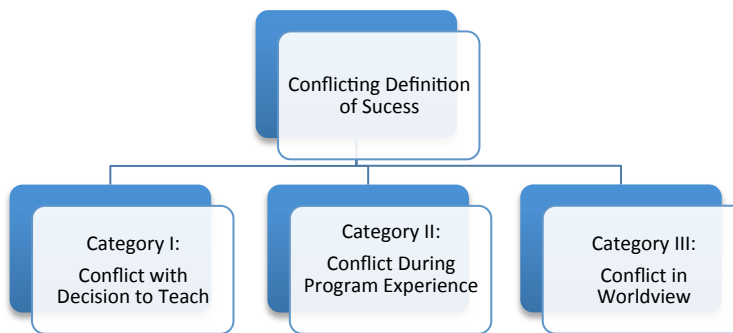 Conflicting Definition
of Sucess
Category I:
Conflict with
Decision to Teach
Category II:
Conflict During
Program Experience
Category III:
Conflict in
Worldview